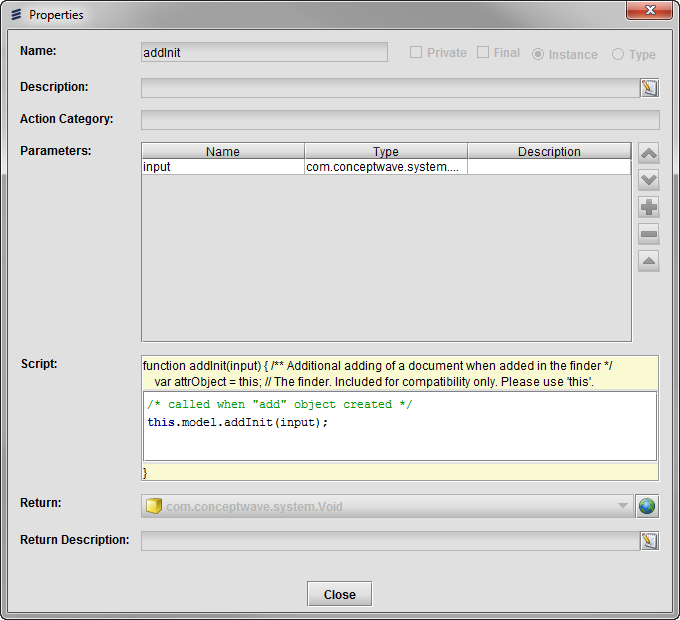 Properties
Name: addInit Private Final Instance Type
Description:
Action Category:
Parameters: Name Type Description
input com.conceptwave.system....
Script: function addInit(input) { /** Additional adding of a document when added in the finder */
var attrObject = this; // The finder. Included for compatibility only. Please use 'this'.
/* called when "add" object created */
this.model.addInit(input);
}
Return: com.conceptwave.system.Void
Return Description:
Close